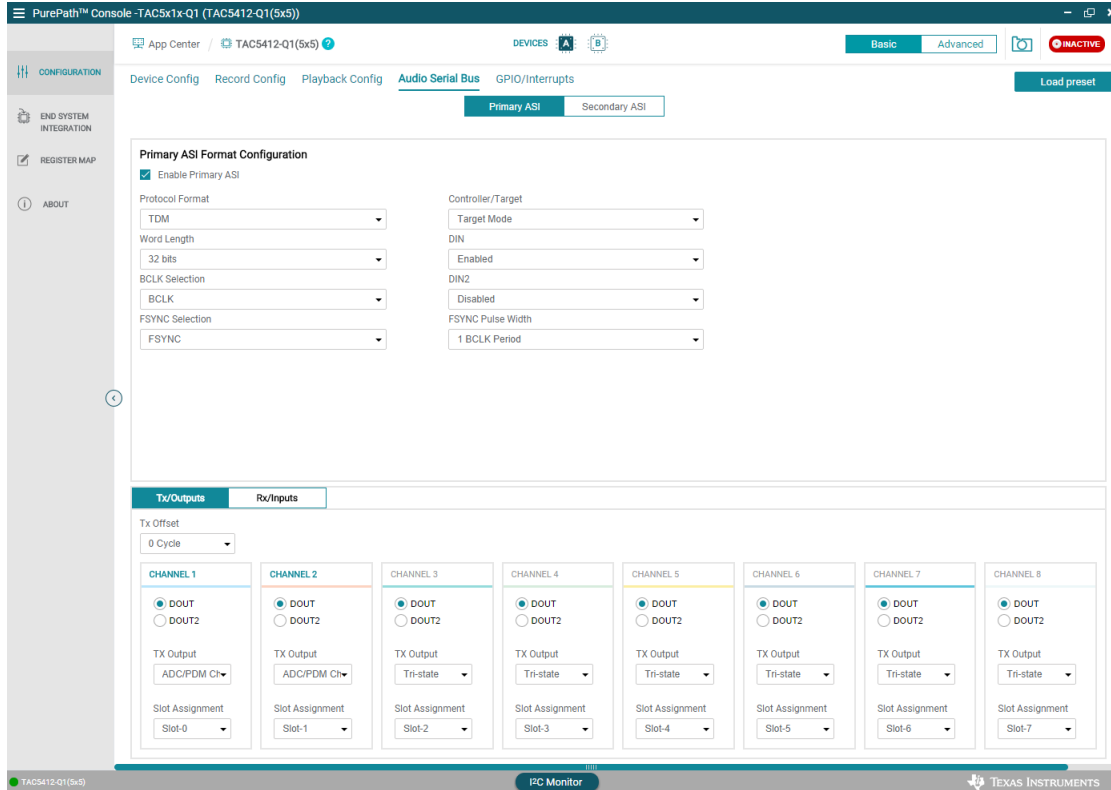 PurePath™ Console -TAC5x1x-Q1 (TAC5412-Q1(5x5))
App Center / TAC5412-Q1(5x5) ?
DEVICES A B
Basic Advanced
INACTIVE
CONFIGURATION
END SYSTEM
INTEGRATION
REGISTER MAP
ABOUT
Device Config Record Config Playback Config Audio Serial Bus GPIO/Interrupts
Load preset
Primary ASI Secondary ASI
Primary ASI Format Configuration
Enable Primary ASI
Protocol Format Controller/Target
TDM Target Mode
Word Length DIN
32 bits Enabled
BCLK Selection DIN2
BCLK Disabled
FSYNC Selection FSYNC Pulse Width
FSYNC 1 BCLK Period
Tx/Outputs Rx/Inputs
Tx Offset
0 Cycle
CHANNEL 1 CHANNEL 2 CHANNEL 3 CHANNEL 4 CHANNEL 5 CHANNEL 6 CHANNEL 7 CHANNEL 8
DOUT DOUT DOUT DOUT DOUT DOUT DOUT DOUT
DOUT2 DOUT2 DOUT2 DOUT2 DOUT2 DOUT2 DOUT2 DOUT2
TX Output TX Output TX Output TX Output TX Output TX Output TX Output TX Output
ADC/PDM Ch ADC/PDM Ch Tri-state Tri-state Tri-state Tri-state Tri-state Tri-state
Slot Assignment Slot Assignment Slot Assignment Slot Assignment Slot Assignment Slot Assignment Slot Assignment Slot Assignment
Slot-0 Slot-1 Slot-2 Slot-3 Slot-4 Slot-5 Slot-6 Slot-7
TAC5412-Q1(5x5)
I²C Monitor
TEXAS INSTRUMENTS